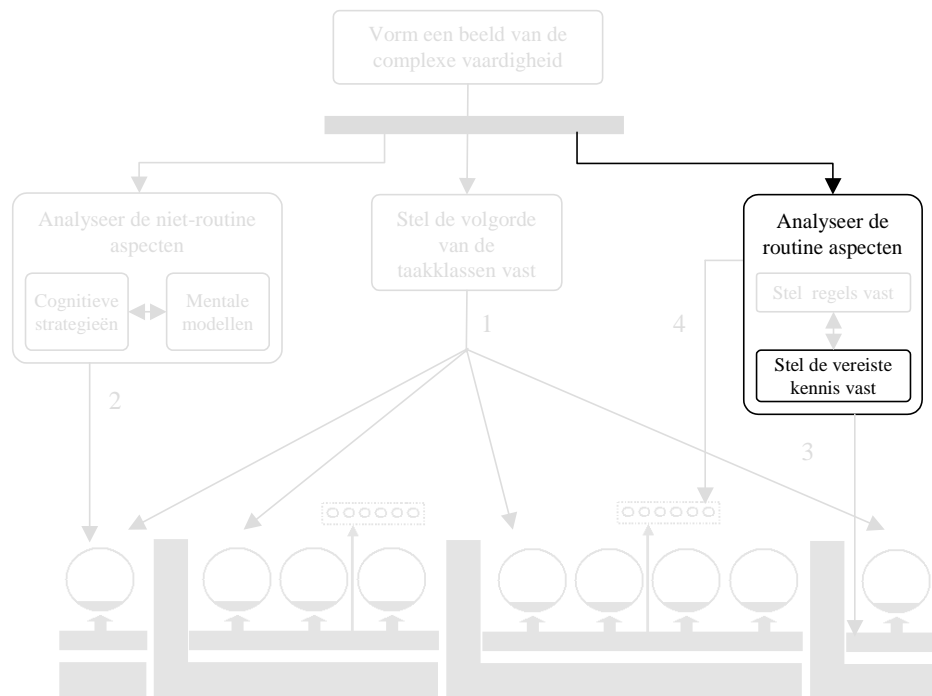 Vorm een beeld van de
complexe vaardigheid
Analyseer de niet-routine
aspecten
Cognitieve
strategieën
Mentale
modellen
Stel de volgorde
van de
taakklassen vast
Analyseer de
routine aspecten
Stel regels vast
Stel de vereiste
kennis vast
1
4
2
3